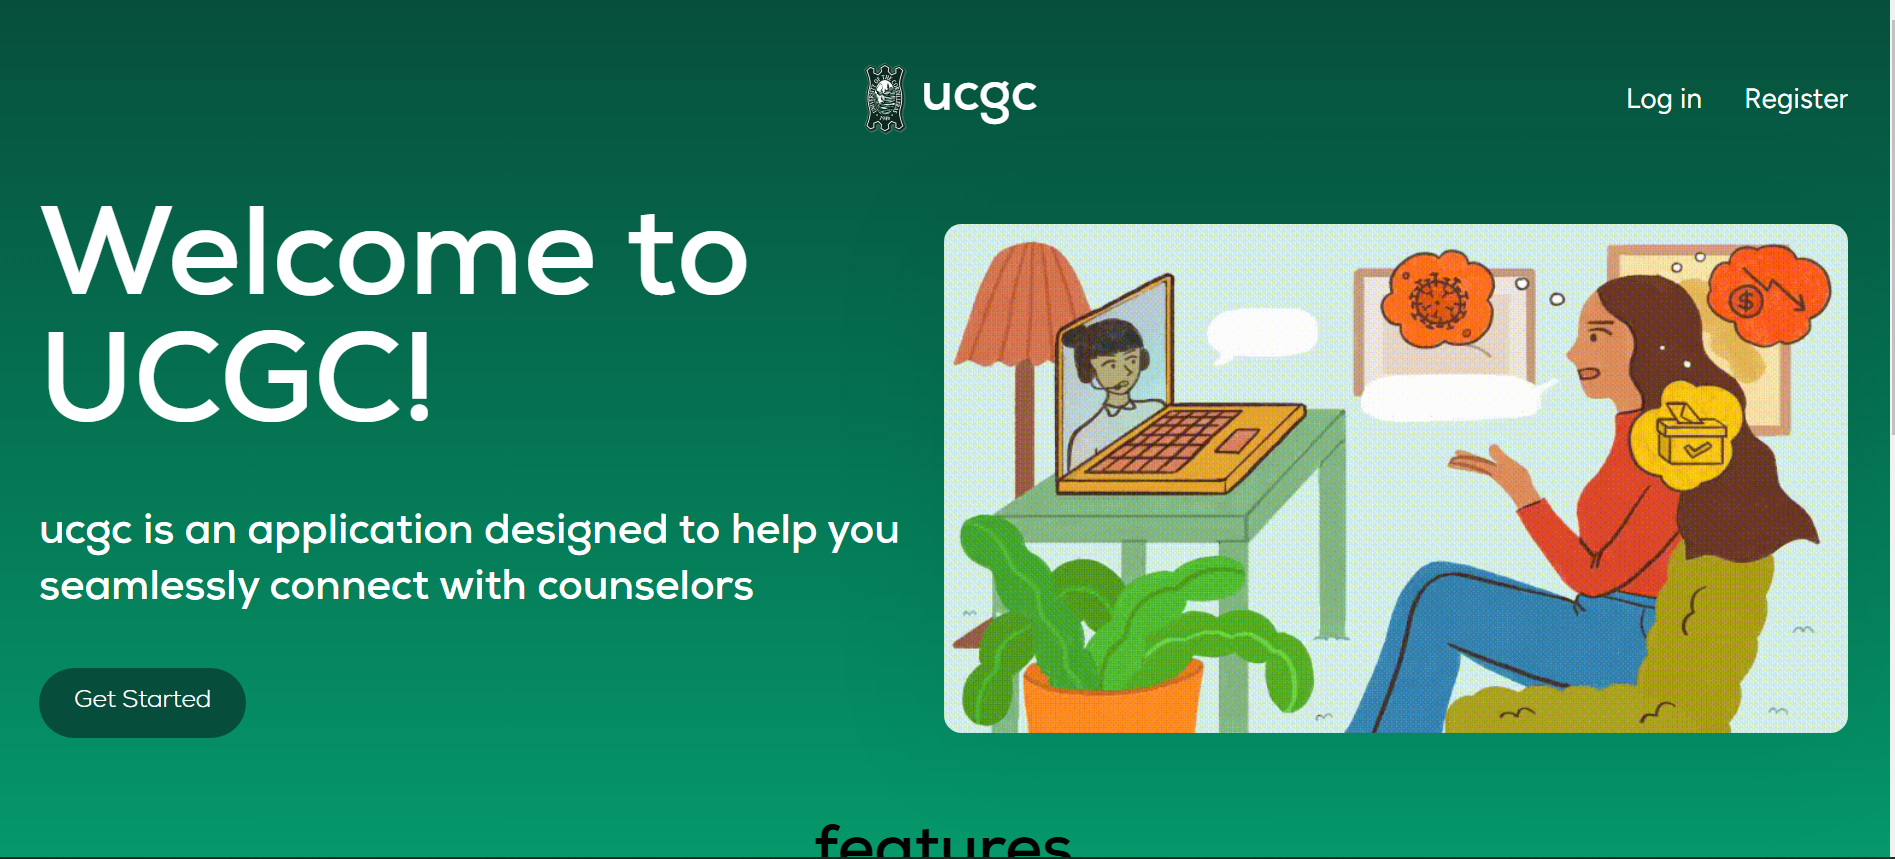 ucgc
Log in
Register
Welcome to
UCGC!
ucgc is an application designed to help you
seamlessly connect with counselors
Get Started
$
features